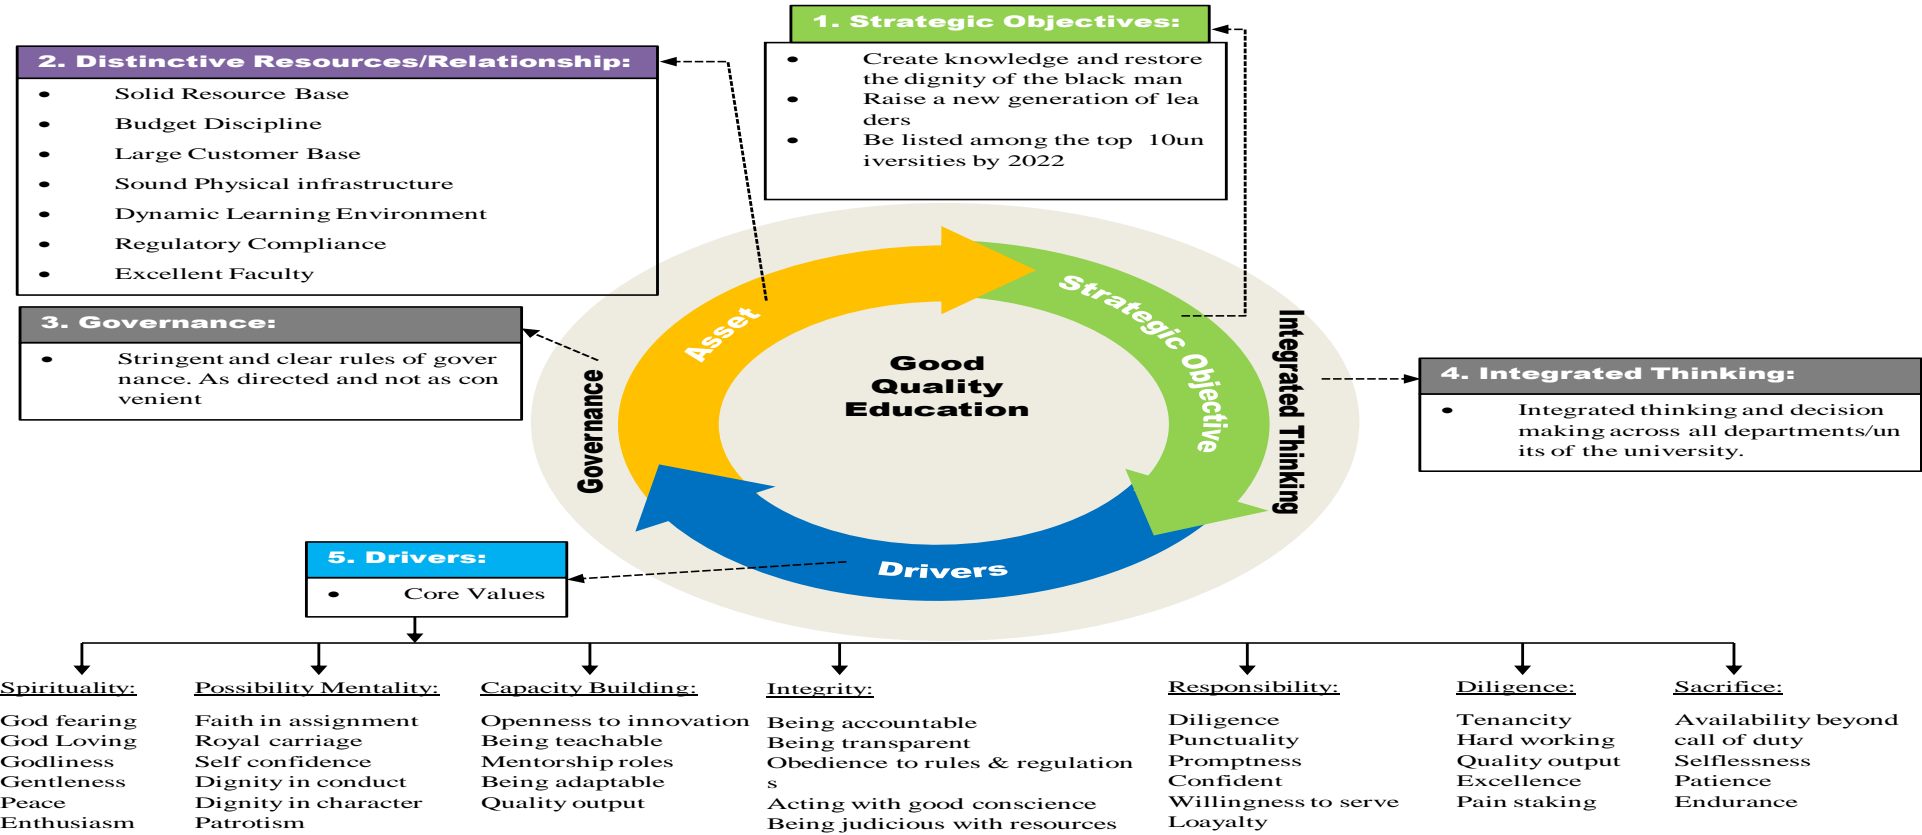 1. Strategic Objectives:
• Create knowledge and restore
the dignity of the black man
• Raise a new generation of lea
ders
• Be listed among the top 10un
iversities by 2022
2. Distinctive Resources/Relationship:
• Solid Resource Base
• Budget Discipline
• Large Customer Base
• Sound Physical infrastructure
• Dynamic Learning Environment
• Regulatory Compliance
• Excellent Faculty
3. Governance:
• Stringent and clear rules of gover
nance. As directed and not as con
venient
Asset
Strategic Objective
Drivers
Good
Quality
Education
Governance
Integrated Thinking
4. Integrated Thinking:
• Integrated thinking and decision
making across all departments/un
its of the university.
5. Drivers:
• Core Values
Spirituality:
God fearing
God Loving
Godliness
Gentleness
Peace
Enthusiasm
Possibility Mentality:
Faith in assignment
Royal carriage
Self confidence
Dignity in conduct
Dignity in character
Patrotism
Capacity Building:
Openness to innovation
Being teachable
Mentorship roles
Being adaptable
Quality output
Integrity:
Being accountable
Being transparent
Obedience to rules & regulation
s
Acting with good conscience
Being judicious with resources
Responsibility:
Diligence
Punctuality
Promptness
Confident
Willingness to serve
Loayalty
Diligence:
Tenancity
Hard working
Quality output
Excellence
Pain staking
Sacrifice:
Availability beyond
call of duty
Selflessness
Patience
Endurance